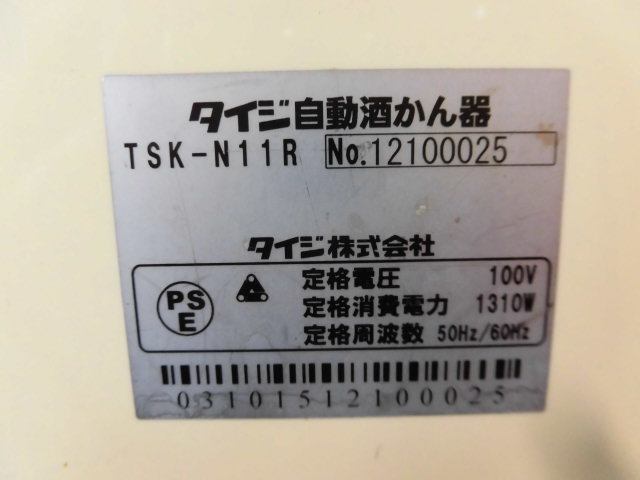 タイジ自動酒かん器
TSK-N11R No.12100025
タイジ株式会社
PS
E
定格電圧 100V
定格消費電力 1310W
定格周波数 50Hz/60Hz
03101512100025